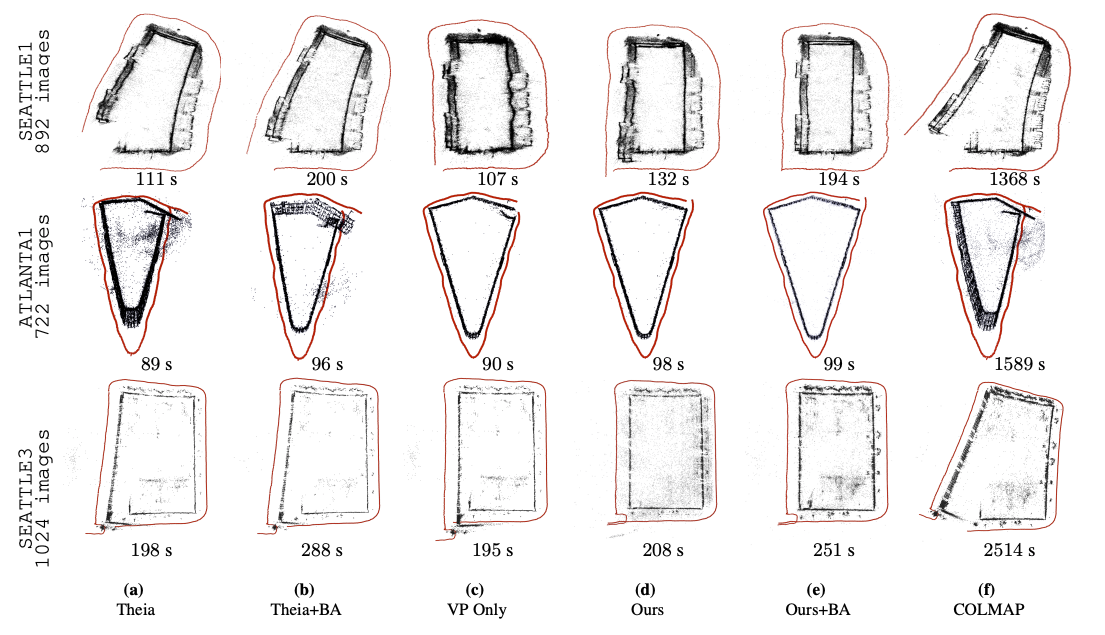 SEATTLE1
892 images
111 s
200 s
107 s
132 s
194 s
1368 s
ATLANTA1
722 images
89 s
96 s
90 s
98 s
99 s
1589 s
SEATTLE3
1024 images
198 s
288 s
195 s
208 s
251 s
2514 s
(a)
Theia
(b)
Theia+BA
(c)
VP Only
(d)
Ours
(e)
Ours+BA
(f)
COLMAP